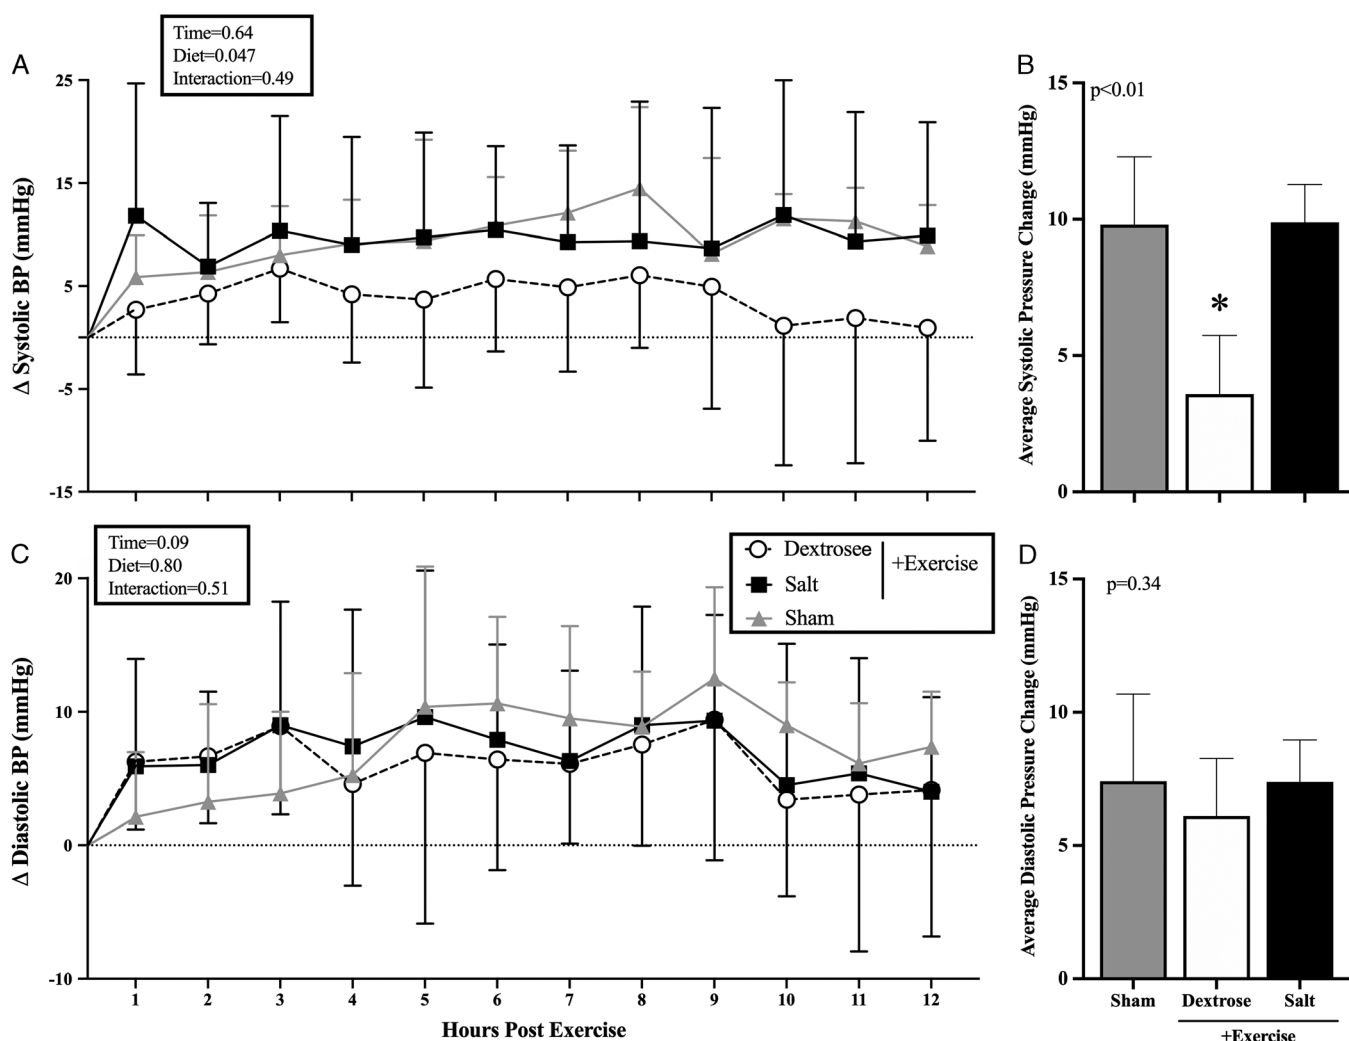 A
Time=0.64
Diet=0.047
Interaction=0.49
25
15
5
-5
-15
Δ Systolic BP (mmHg)
B
p<0.01
15
10
5
0
*
Average Systolic Pressure Change (mmHg)
C
Time=0.09
Diet=0.80
Interaction=0.51
Dextrosee
Salt
Sham
+Exercise
20
10
0
-10
Δ Diastolic BP (mmHg)
1 2 3 4 5 6 7 8 9 10 11 12
Hours Post Exercise
D
p=0.34
15
10
5
0
Average Diastolic Pressure Change (mmHg)
Sham Dextrose Salt
+Exercise